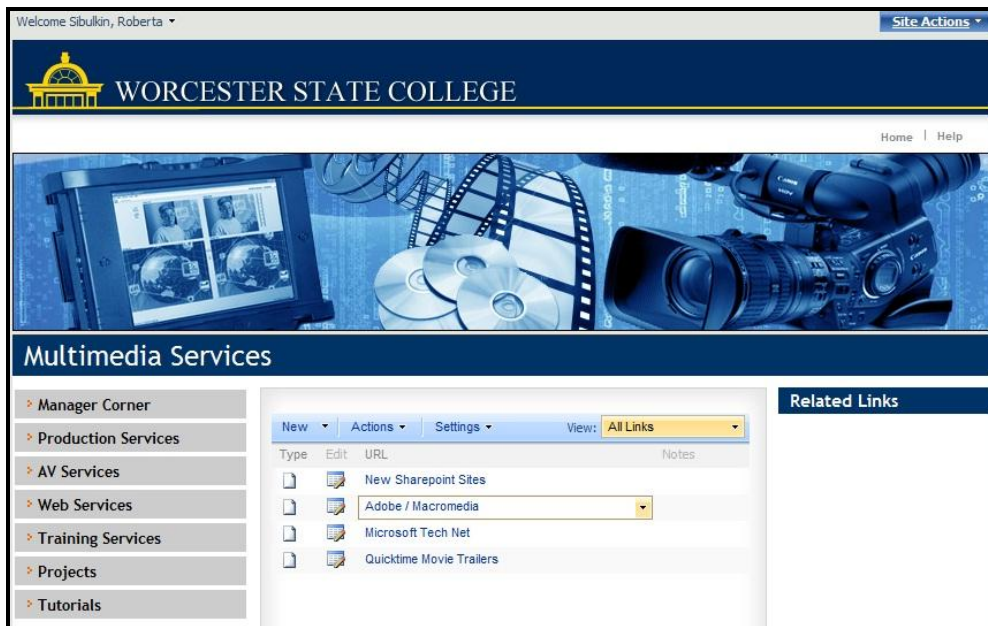 Welcome Sibulkin, Roberta
Site Actions
WORCESTER STATE COLLEGE
Home | Help
Canon
Multimedia Services
Manager Corner
Production Services
AV Services
Web Services
Training Services
Projects
Tutorials
New Actions Settings View: All Links
Type Edit URL Notes
New Sharepoint Sites
Adobe / Macromedia
Microsoft Tech Net
Quicktime Movie Trailers
Related Links